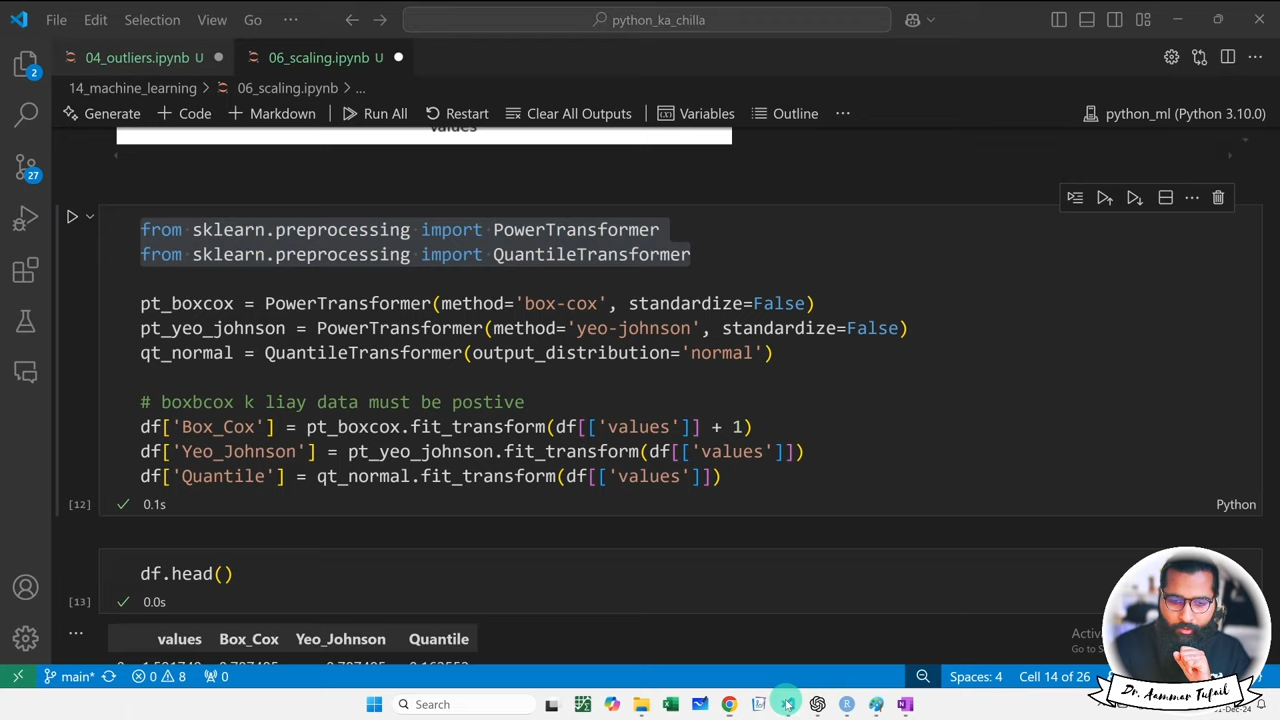 File Edit Selection View Go ··· python_ka_chilla
04_outliers.ipynb U 06_scaling.ipynb U
14_machine_learning > 06_scaling.ipynb > ...
Generate + Code + Markdown Run All Restart Clear All Outputs Variables Outline ··· python_ml (Python 3.10.0)
values
from sklearn.preprocessing import PowerTransformer
from sklearn.preprocessing import QuantileTransformer
pt_boxcox = PowerTransformer(method='box-cox', standardize=False)
pt_yeo_johnson = PowerTransformer(method='yeo-johnson', standardize=False)
qt_normal = QuantileTransformer(output_distribution='normal')
# boxbcox k liay data must be postive
df['Box_Cox'] = pt_boxcox.fit_transform(df[['values']] + 1)
df['Yeo_Johnson'] = pt_yeo_johnson.fit_transform(df[['values']])
df['Quantile'] = qt_normal.fit_transform(df[['values']])
[12] 0.1s Python
df.head()
[13] 0.0s
values Box_Cox Yeo_Johnson Quantile
2
27
main* 0 8 0 Spaces: 4 Cell 14 of 26
Search
Dr. Aammar Tufail